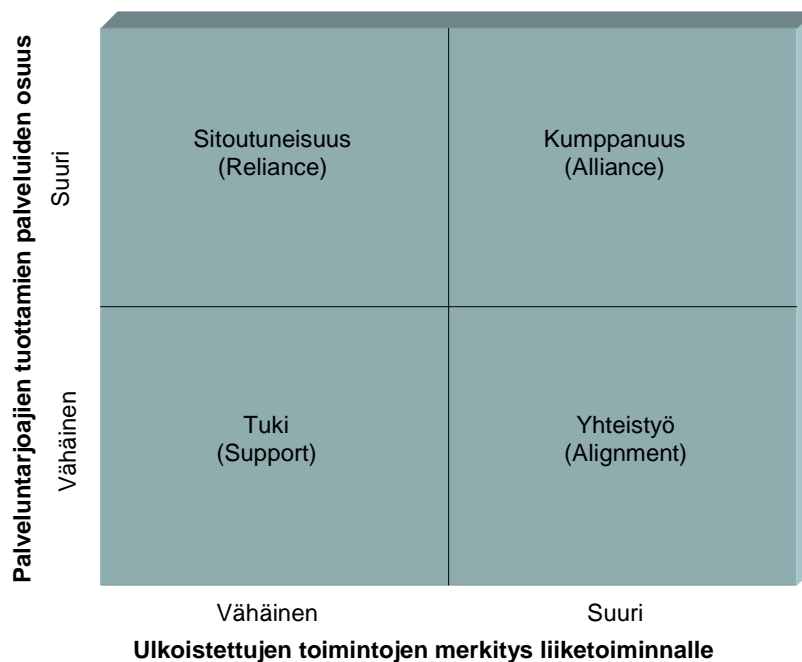 Palveluntarjoajien tuottamien palveluiden osuus
Suuri
Vähäinen
Sitoutuneisuus
(Reliance)
Kumppanuus
(Alliance)
Tuki
(Support)
Yhteistyö
(Alignment)
Vähäinen
Suuri
Ulkoistettujen toimintojen merkitys liiketoiminnalle